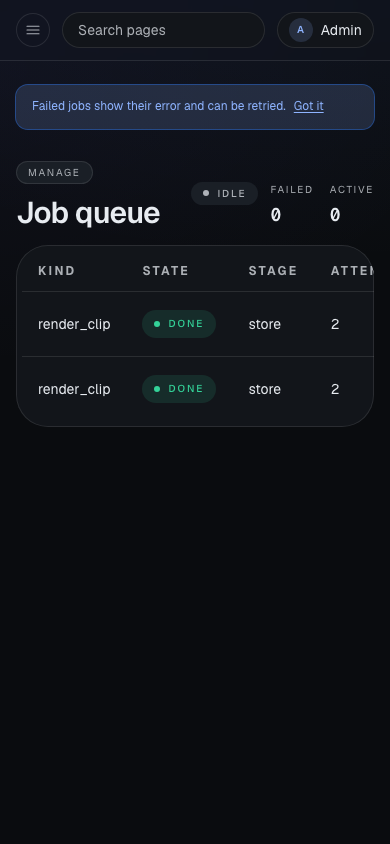 Search pages
A
Admin
Failed jobs show their error and can be retried. Got it
MANAGE
Job queue
IDLE
FAILED
0
ACTIVE
0
KIND STATE STAGE ATTEM
render_clip DONE store 2
render_clip DONE store 2